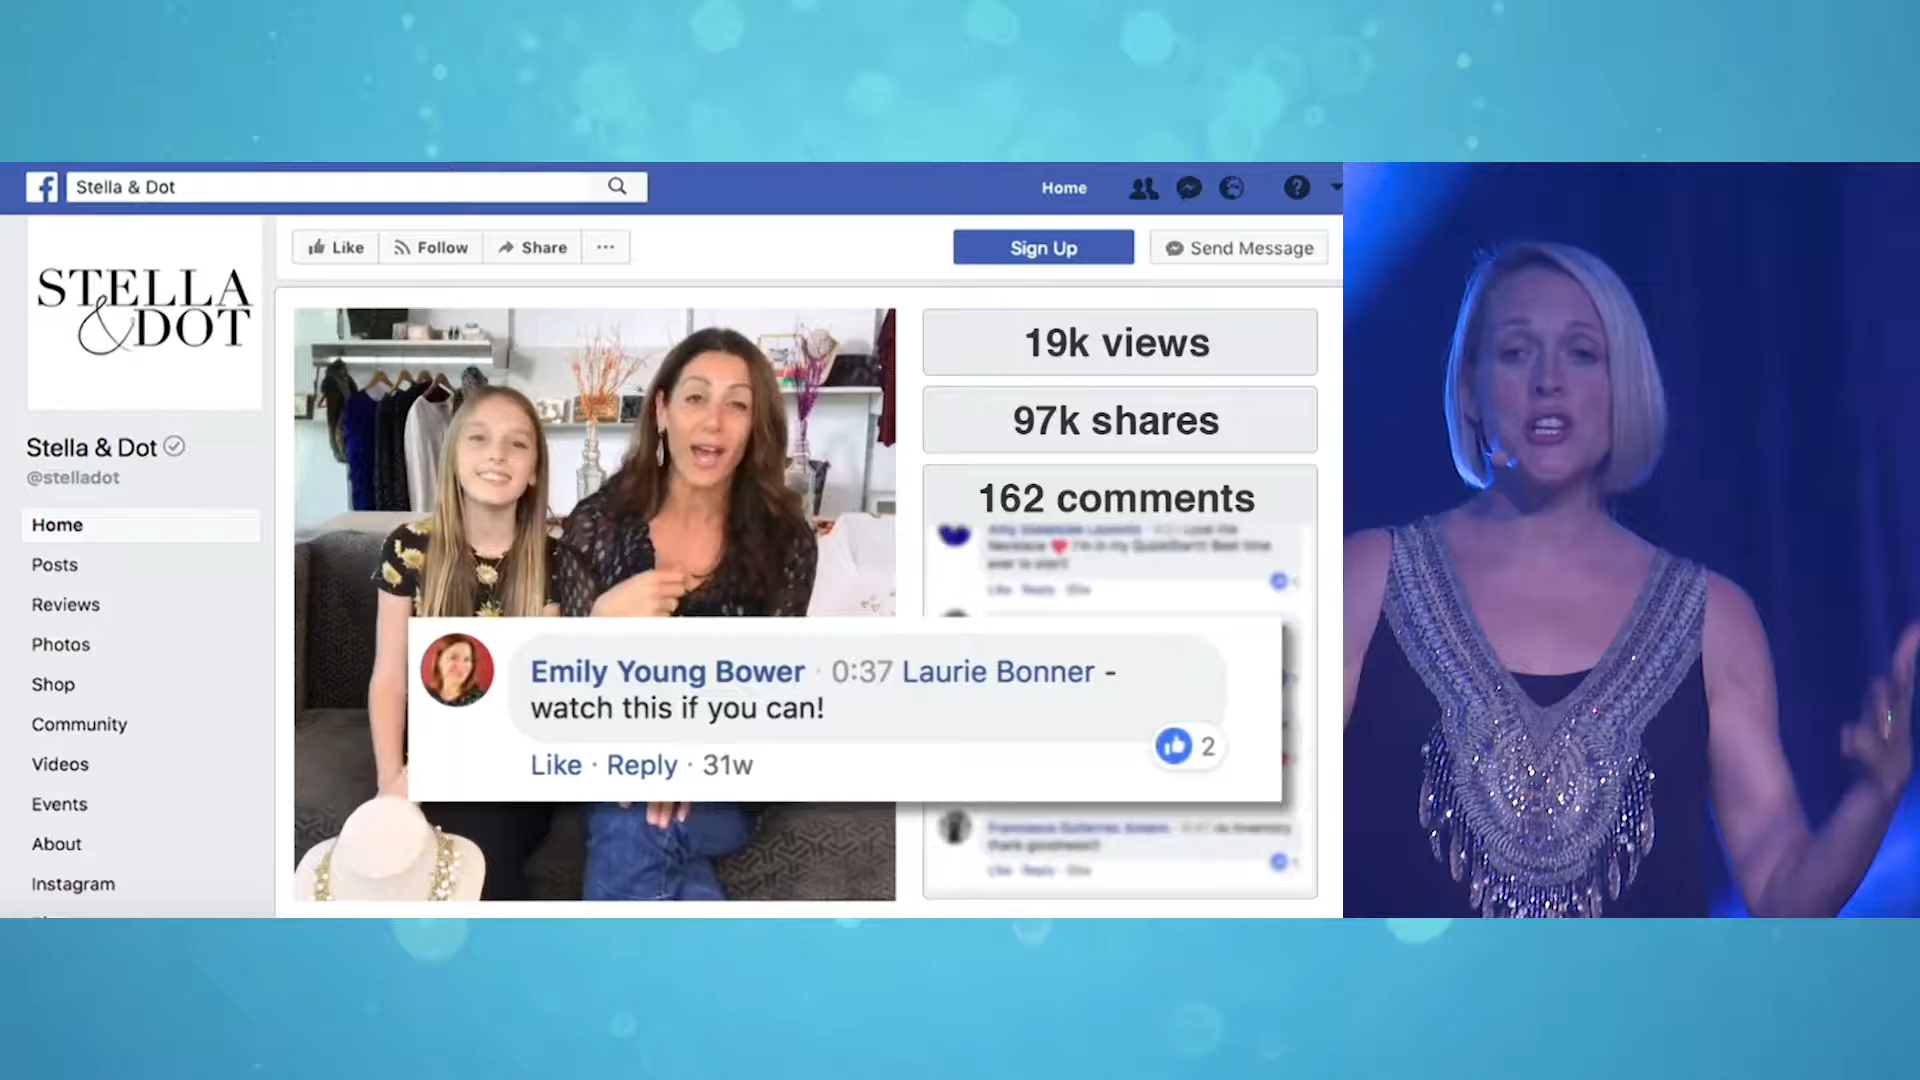 Stella & Dot
Home
STELLA
&DOT
Like
Follow
Share
Sign Up
Send Message
Stella & Dot
@stelladot
Home
Posts
Reviews
Photos
Shop
Community
Videos
Events
About
Instagram
19k views
97k shares
162 comments
Emily Young Bower · 0:37 Laurie Bonner -
watch this if you can!
2
Like · Reply · 31w